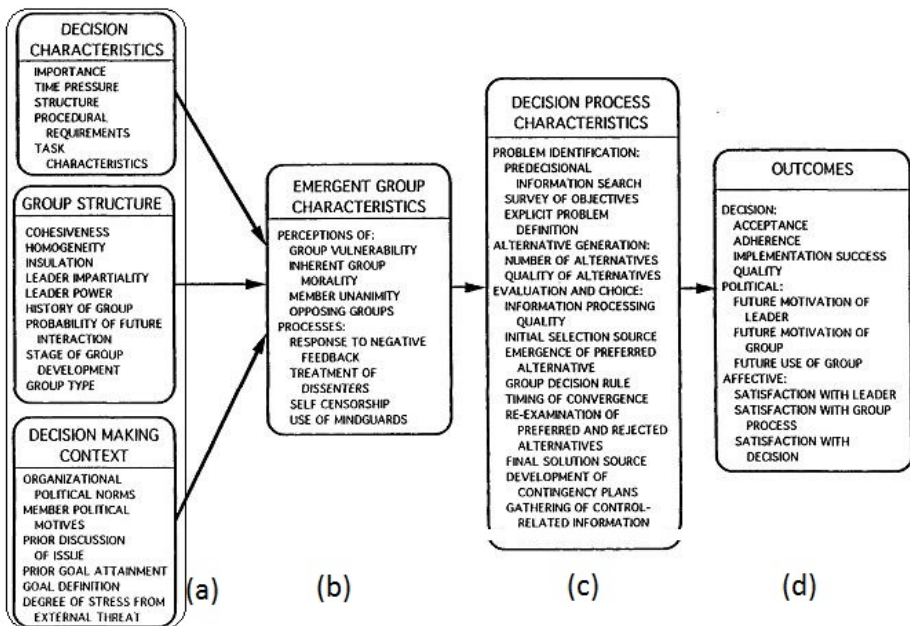 DECISION
CHARACTERISTICS
IMPORTANCE
TIME PRESSURE
STRUCTURE
PROCEDURAL
REQUIREMENTS
TASK
CHARACTERISTICS
GROUP STRUCTURE
COHESIVENESS
HOMOGENEITY
INSULATION
LEADER IMPARTIALITY
LEADER POWER
HISTORY OF GROUP
PROBABILITY OF FUTURE
INTERACTION
STAGE OF GROUP
DEVELOPMENT
GROUP TYPE
DECISION MAKING
CONTEXT
ORGANIZATIONAL
POLITICAL NORMS
MEMBER POLITICAL
MOTIVES
PRIOR DISCUSSION
OF ISSUE
PRIOR GOAL ATTAINMENT
GOAL DEFINITION
DEGREE OF STRESS FROM
EXTERNAL THREAT
(a)
EMERGENT GROUP
CHARACTERISTICS
PERCEPTIONS OF:
GROUP VULNERABILITY
INHERENT GROUP
MORALITY
MEMBER UNANIMITY
OPPOSING GROUPS
PROCESSES:
RESPONSE TO NEGATIVE
FEEDBACK
TREATMENT OF
DISSENTERS
SELF CENSORSHIP
USE OF MINDGUARDS
(b)
DECISION PROCESS
CHARACTERISTICS
PROBLEM IDENTIFICATION:
PREDECISIONAL
INFORMATION SEARCH
SURVEY OF OBJECTIVES
EXPLICIT PROBLEM
DEFINITION
ALTERNATIVE GENERATION:
NUMBER OF ALTERNATIVES
QUALITY OF ALTERNATIVES
EVALUATION AND CHOICE:
INFORMATION PROCESSING
QUALITY
INITIAL SELECTION SOURCE
EMERGENCE OF PREFERRED
ALTERNATIVE
GROUP DECISION RULE
TIMING OF CONVERGENCE
RE-EXAMINATION OF
PREFERRED AND REJECTED
ALTERNATIVES
FINAL SOLUTION SOURCE
DEVELOPMENT OF
CONTINGENCY PLANS
GATHERING OF CONTROL-
RELATED INFORMATION
(c)
OUTCOMES
DECISION:
ACCEPTANCE
ADHERENCE
IMPLEMENTATION SUCCESS
QUALITY
POLITICAL:
FUTURE MOTIVATION OF
LEADER
FUTURE MOTIVATION OF
GROUP
FUTURE USE OF GROUP
AFFECTIVE:
SATISFACTION WITH LEADER
SATISFACTION WITH GROUP
PROCESS
SATISFACTION WITH
DECISION
(d)